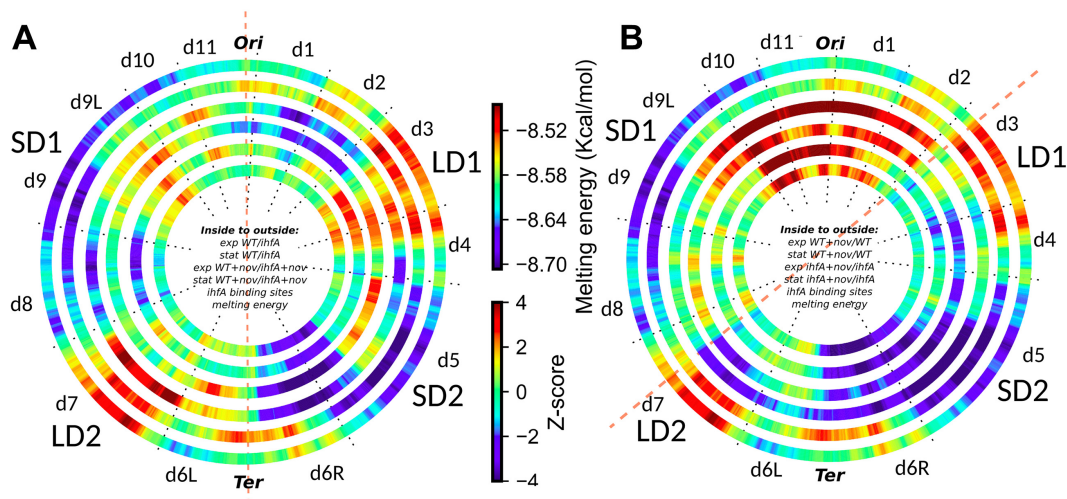 A
B
Ori
d1
d2
d3
LD1
d4
d5
SD2
d6R
Ter
d6L
d7
LD2
d8
d9
SD1
d9L
d10
d11
Inside to outside:
exp WT/ihfA
stat WT/ihfA
exp WT+nov/ihfA+nov
stat WT+nov/ihfA+nov
ihfA binding sites
melting energy
−8.52
−8.58
−8.64
−8.70
Melting energy (Kcal/mol)
4
2
0
−2
−4
Z-score
Ori
d1
d2
d3
LD1
d4
d5
SD2
d6R
Ter
d6L
d7
LD2
d8
d9
SD1
d9L
d10
d11
Inside to outside:
exp WT+nov/WT
stat WT+nov/WT
exp ihfA+nov/ihfA
stat ihfA+nov/ihfA
ihfA binding sites
melting energy